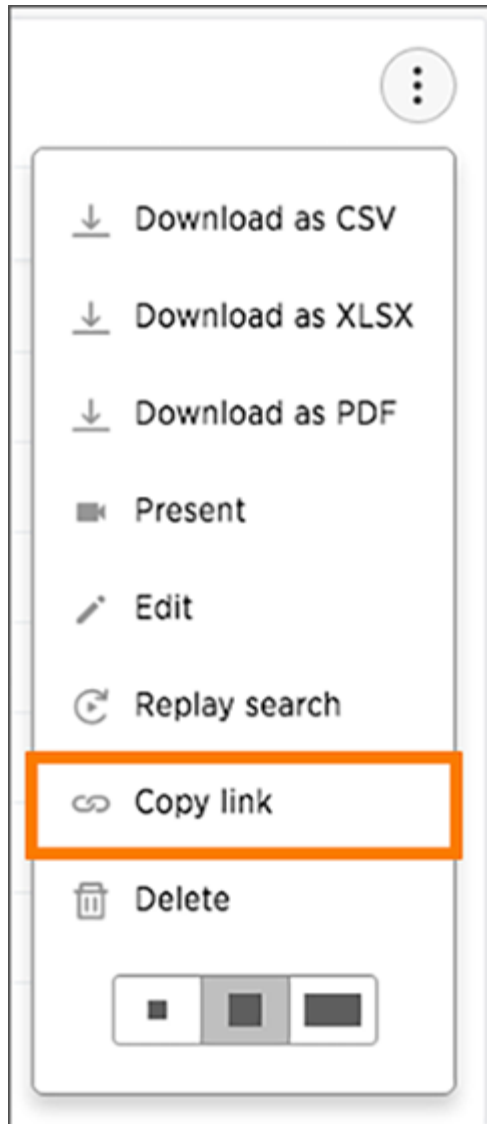 Download as CSV
Download as XLSX
Download as PDF
Present
Edit
Replay search
Copy link
Delete